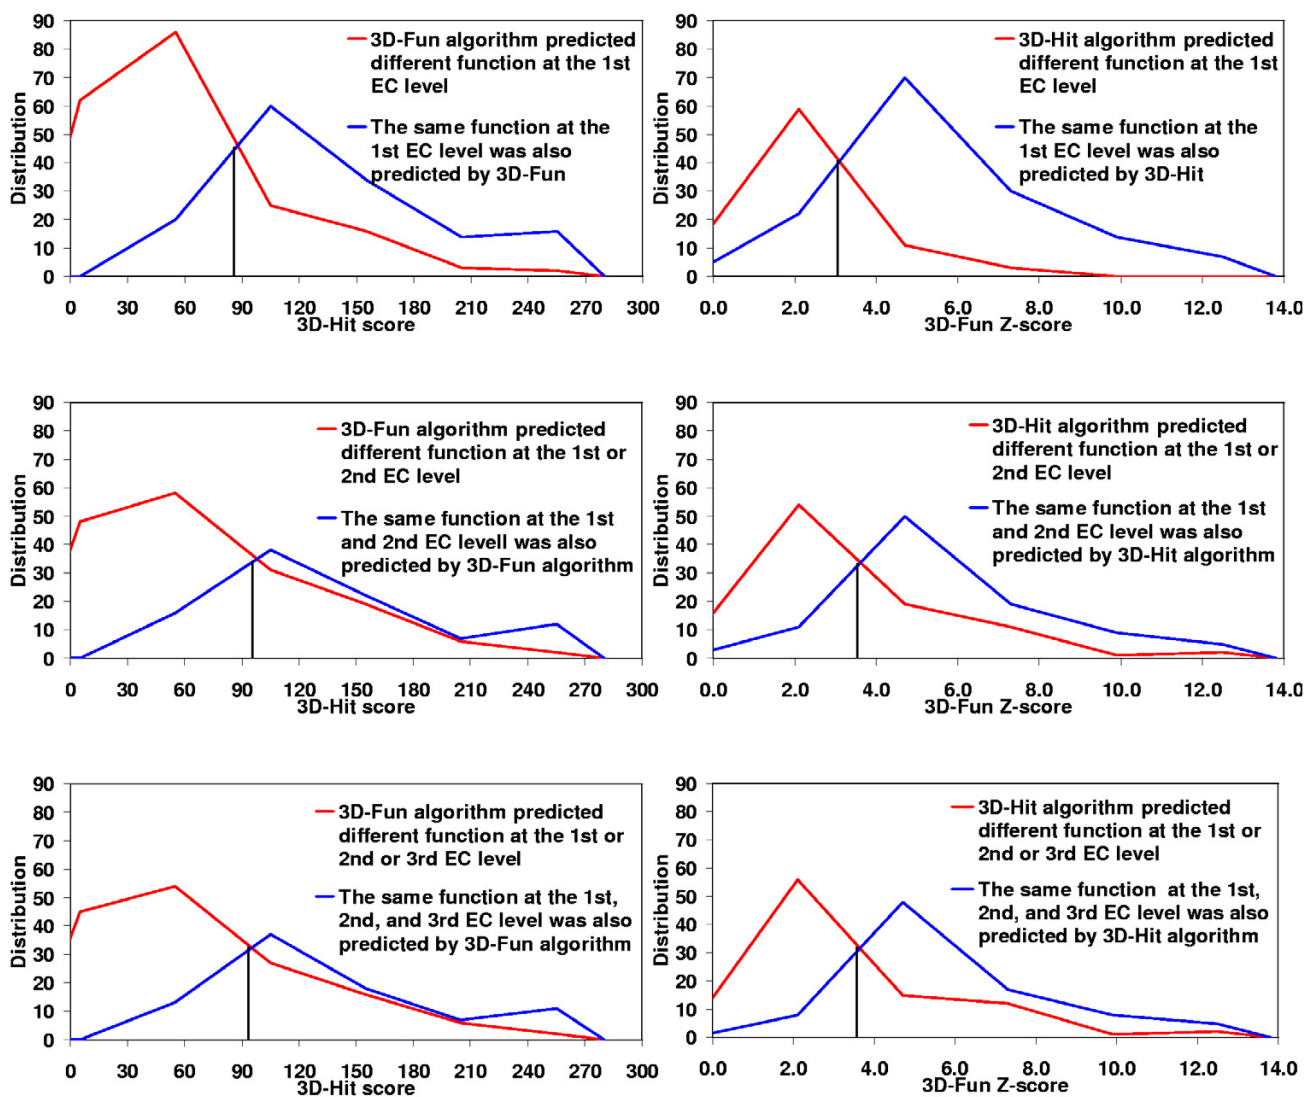 90
80
70
60
50
40
30
20
10
0
Distribution
3D-Fun algorithm predicted
different function at the 1st
EC level
The same function at the
1st EC level was also
predicted by 3D-Fun
0 30 60 90 120 150 180 210 240 270 300
3D-Hit score
90
80
70
60
50
40
30
20
10
0
Distribution
3D-Hit algorithm predicted
different function at the 1st
EC level
The same function at the
1st EC level was also
predicted by 3D-Hit
0.0 2.0 4.0 6.0 8.0 10.0 12.0 14.0
3D-Fun Z-score
90
80
70
60
50
40
30
20
10
0
Distribution
3D-Fun algorithm predicted
different function at the 1st or
2nd EC level
The same function at the 1st
and 2nd EC levell was also
predicted by 3D-Fun algorithm
0 30 60 90 120 150 180 210 240 270 300
3D-Hit score
90
80
70
60
50
40
30
20
10
0
Distribution
3D-Hit algorithm predicted
different function at the 1st or
2nd EC level
The same function at the 1st
and 2nd EC level was also
predicted by 3D-Hit algorithm
0.0 2.0 4.0 6.0 8.0 10.0 12.0 14.0
3D-Fun Z-score
90
80
70
60
50
40
30
20
10
0
Distribution
3D-Fun algorithm predicted
different function at the 1st or
2nd or 3rd EC level
The same function at the 1st,
2nd, and 3rd EC level was also
predicted by 3D-Fun algorithm
0 30 60 90 120 150 180 210 240 270 300
3D-Hit score
90
80
70
60
50
40
30
20
10
0
Distribution
3D-Hit algorithm predicted
different function at the 1st or
2nd or 3rd EC level
The same function at the 1st,
2nd, and 3rd EC level was also
predicted by 3D-Hit algorithm
0.0 2.0 4.0 6.0 8.0 10.0 12.0 14.0
3D-Fun Z-score